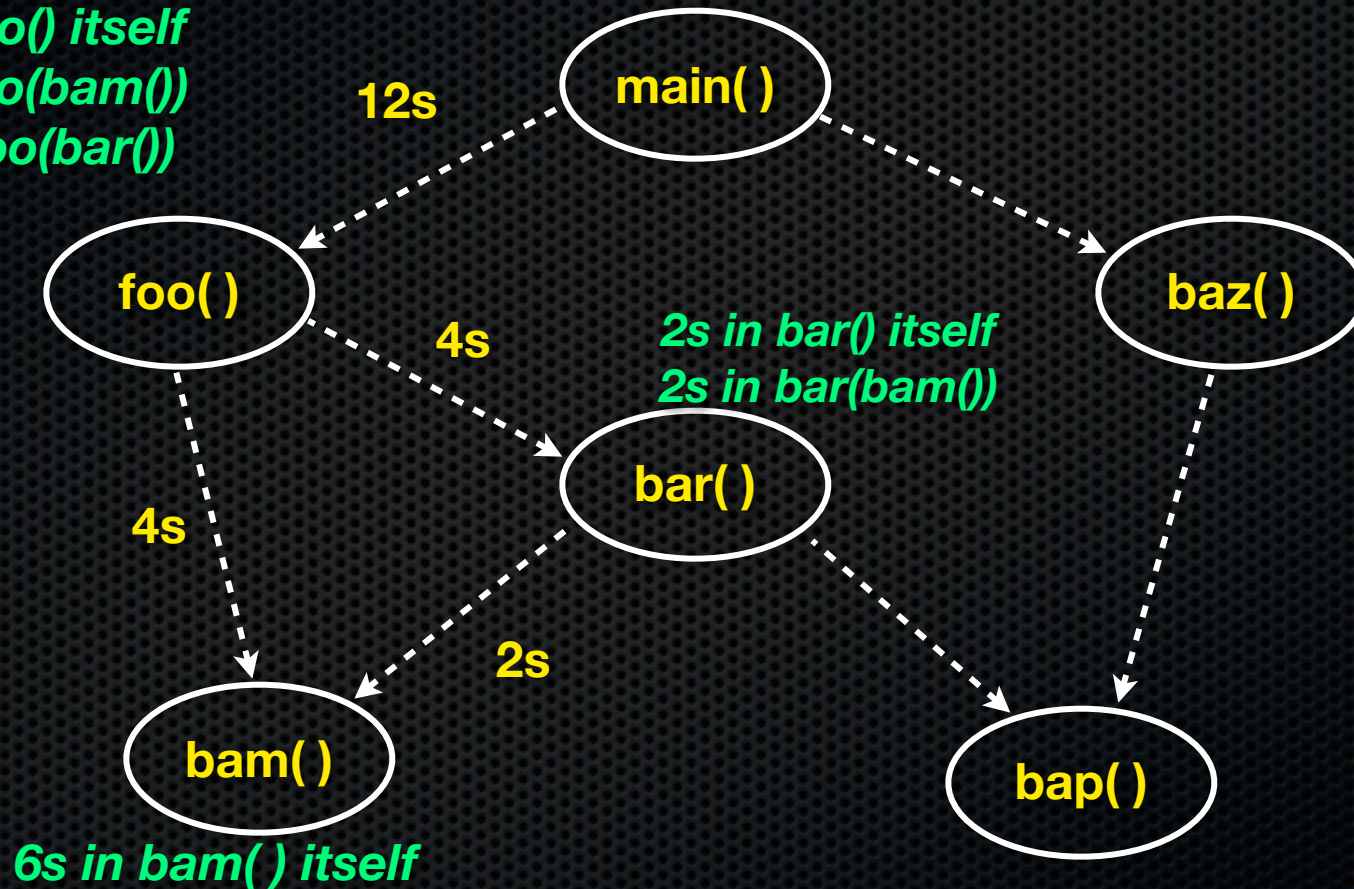 o() itself
o(bam())
oo(bar())
12s
main( )
foo( )
baz( )
4s
2s in bar() itself
2s in bar(bam())
bar( )
4s
2s
bam( )
bap( )
6s in bam( ) itself